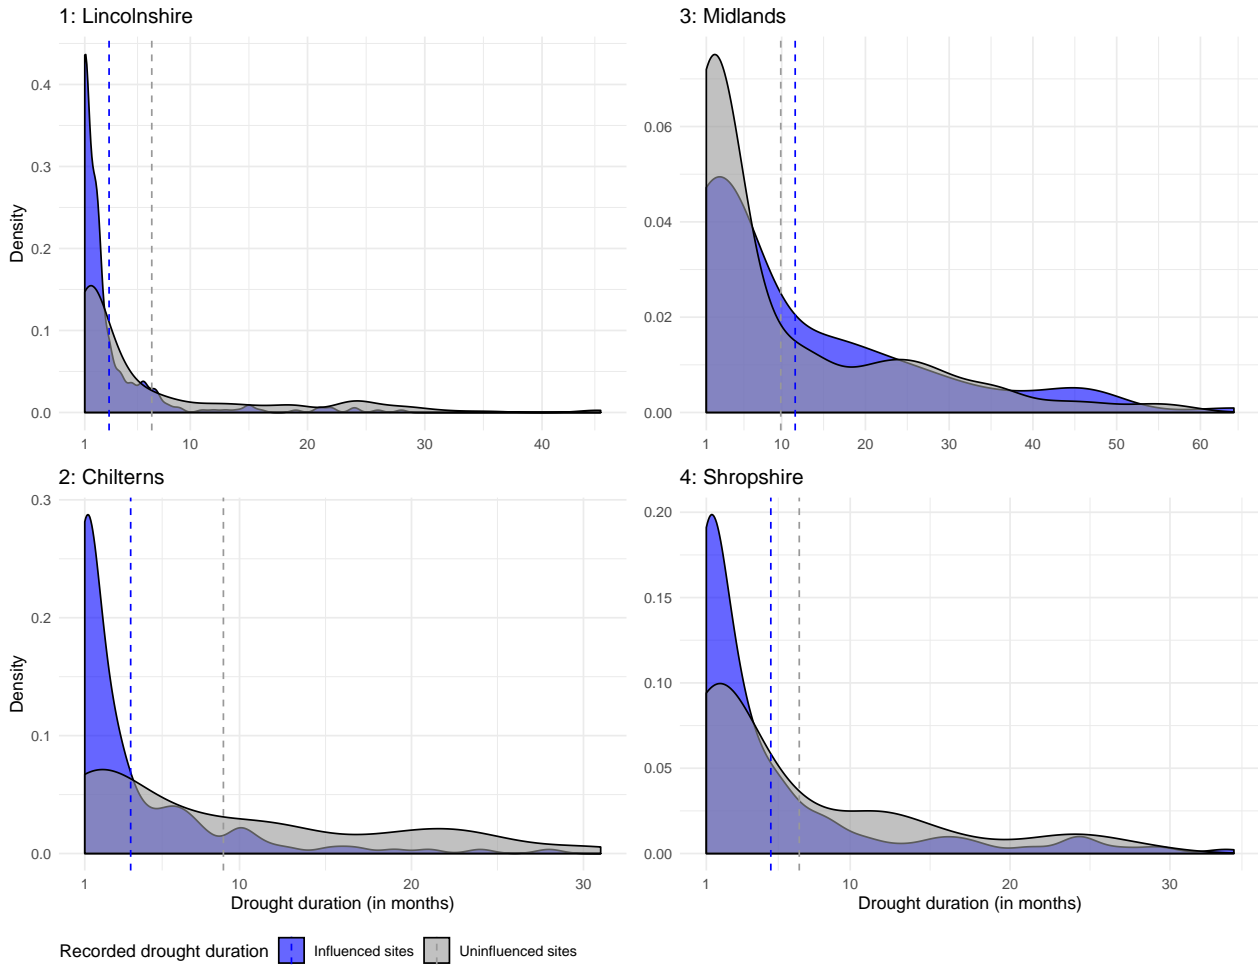 1: Lincolnshire
Density
0.4
0.3
0.2
0.1
0.0
1 10 20 30 40
3: Midlands
0.06
0.04
0.02
0.00
1 10 20 30 40 50 60
2: Chilterns
Density
0.3
0.2
0.1
0.0
1 10 20 30
Drought duration (in months)
4: Shropshire
0.20
0.15
0.10
0.05
0.00
1 10 20 30
Drought duration (in months)
Recorded drought duration Influenced sites Uninfluenced sites